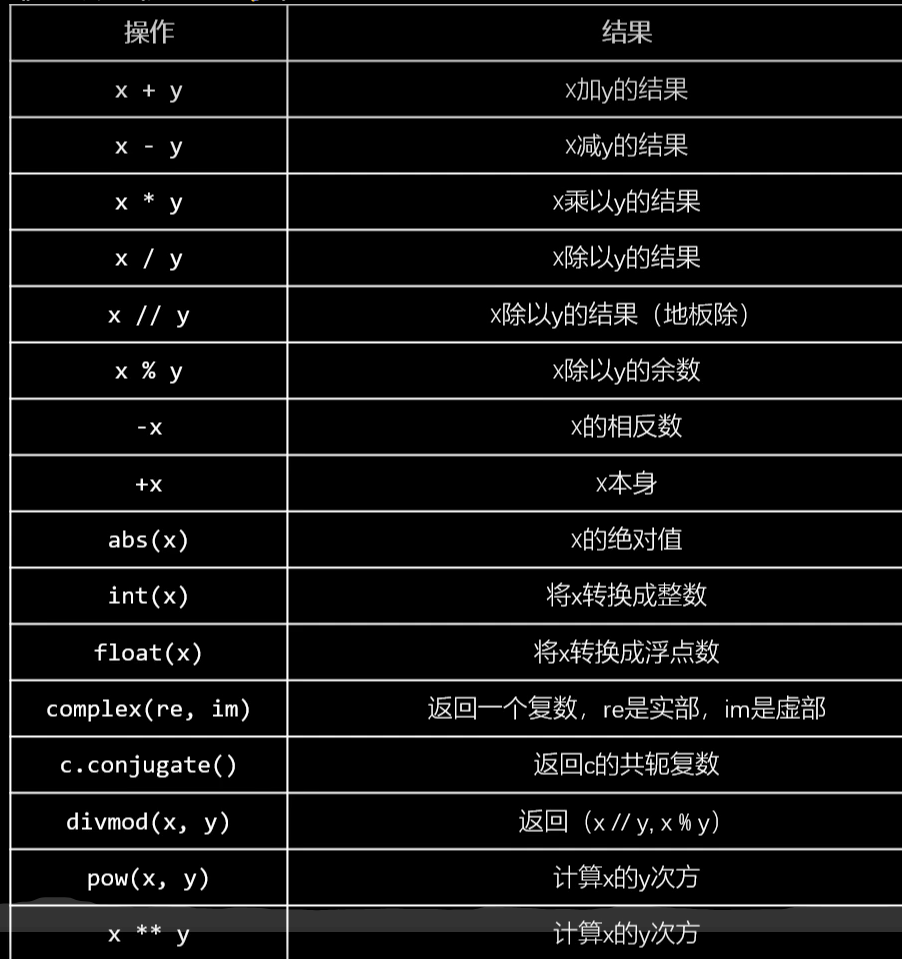 操作 结果
x + y x加y的结果
x - y x减y的结果
x * y x乘以y的结果
x / y x除以y的结果
x // y x除以y的结果（地板除）
x % y x除以y的余数
-x x的相反数
+x x本身
abs(x) x的绝对值
int(x) 将x转换成整数
float(x) 将x转换成浮点数
complex(re, im) 返回一个复数，re是实部，im是虚部
c.conjugate() 返回c的共轭复数
divmod(x, y) 返回（x // y, x % y）
pow(x, y) 计算x的y次方
x ** y 计算x的y次方